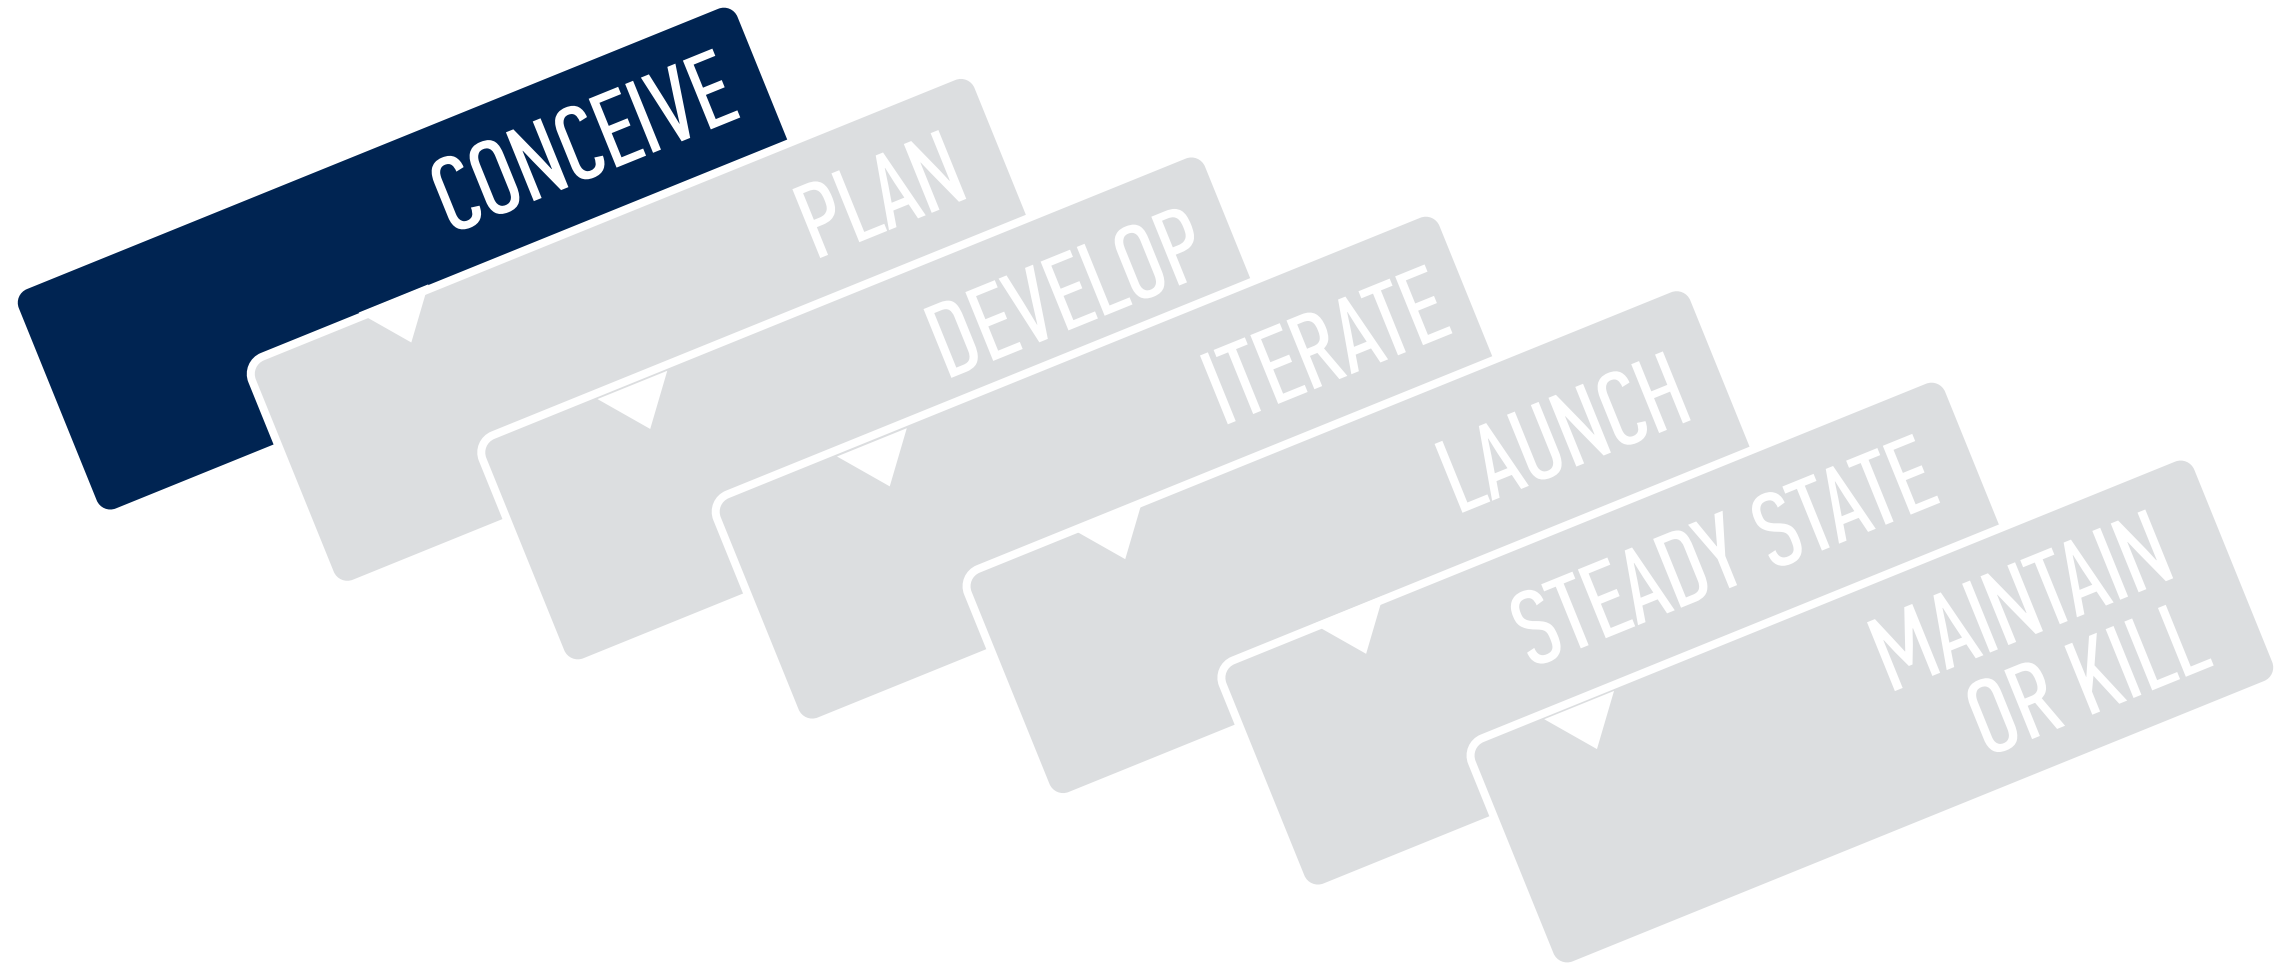 CONCEIVE
PLAN
DEVELOP
ITERATE
LAUNCH
STEADY STATE
MAINTAIN
OR KILL